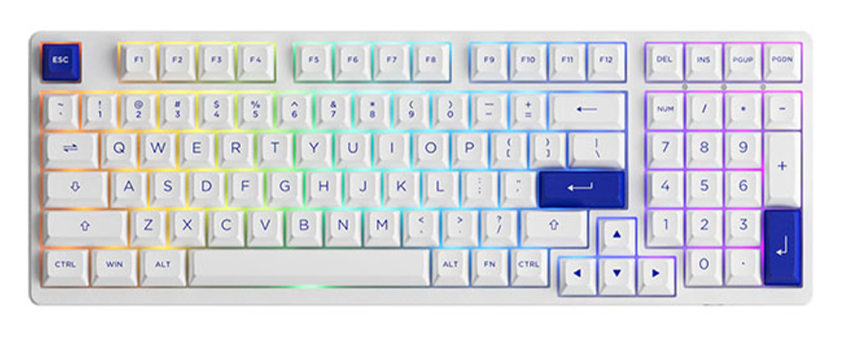 ESC F1 F2 F3 F4 F5 F6 F7 F8 F9 F10 F11 F12 DEL INS PGUP PGDN
~ ` ! 1 @ 2 # 3 $ 4 % 5 ^ 6 & 7 * 8 ( 9 ) 0 — - + = ← NUM / * -
Q W E R T Y U I O P { [ } ] | \ 7 8 9 +
A S D F G H J K L : ; " ' 4 5 6
⇧ Z X C V B N M < , > . ? / ⇧ ▲ 1 2 3
CTRL WIN ALT ALT FN CTRL ◀ ▼ ▶ 0 .